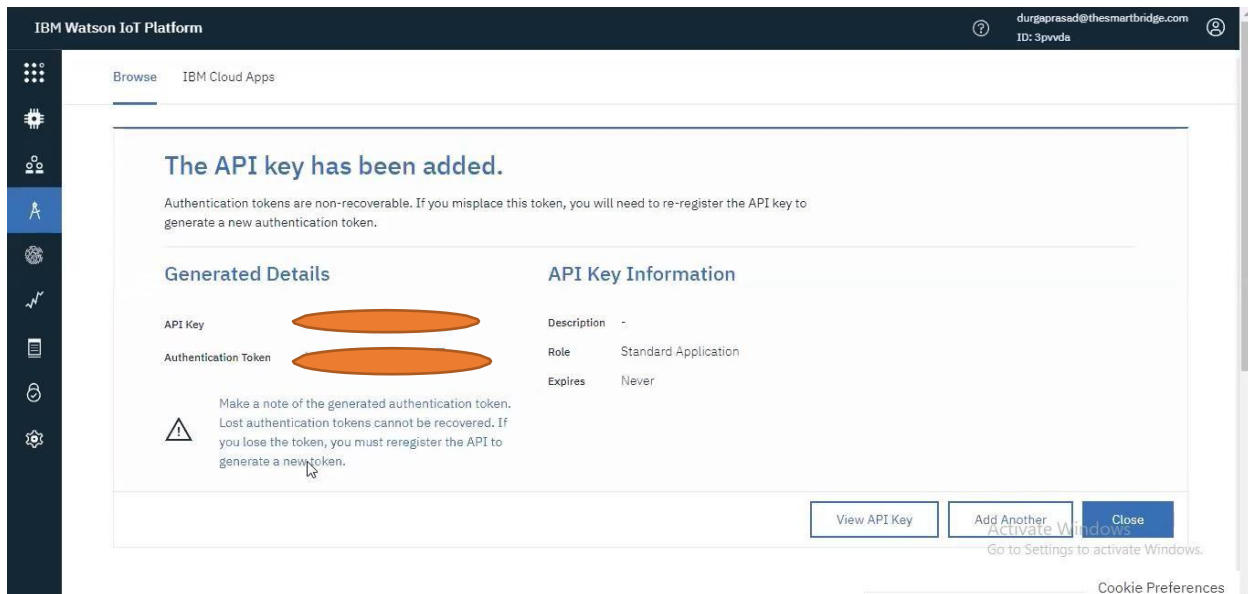 IBM Watson IoT Platform
durgaprasad@thesmartbridge.com
ID: 3pvvda
Browse IBM Cloud Apps
The API key has been added.
Authentication tokens are non-recoverable. If you misplace this token, you will need to re-register the API key to
generate a new authentication token.
Generated Details
API Key
Authentication Token
Make a note of the generated authentication token.
Lost authentication tokens cannot be recovered. If
you lose the token, you must reregister the API to
generate a new token.
API Key Information
Description -
Role Standard Application
Expires Never
View API Key Add Another Close
Activate Windows
Go to Settings to activate Windows.
Cookie Preferences